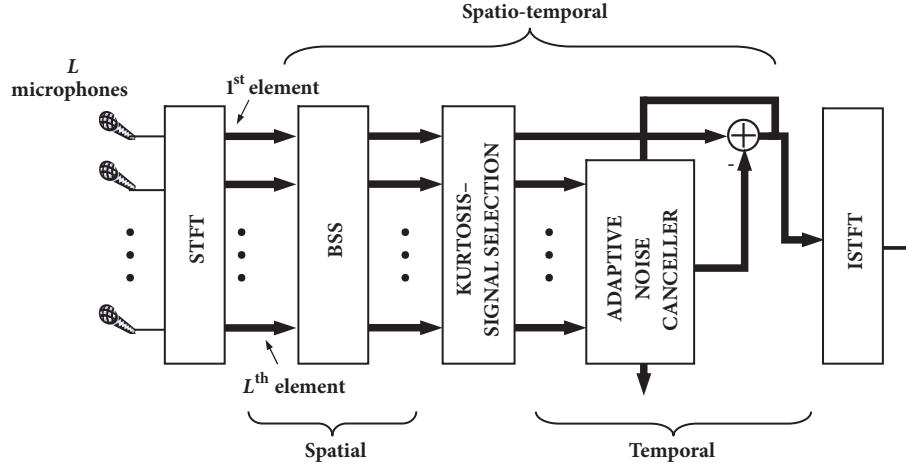 Spatio-temporal
L
microphones
1st element
STFT
BSS
KURTOSIS–
SIGNAL SELECTION
ADAPTIVE
NOISE
CANCELLER
+
-
ISTFT
Lth element
Spatial
Temporal